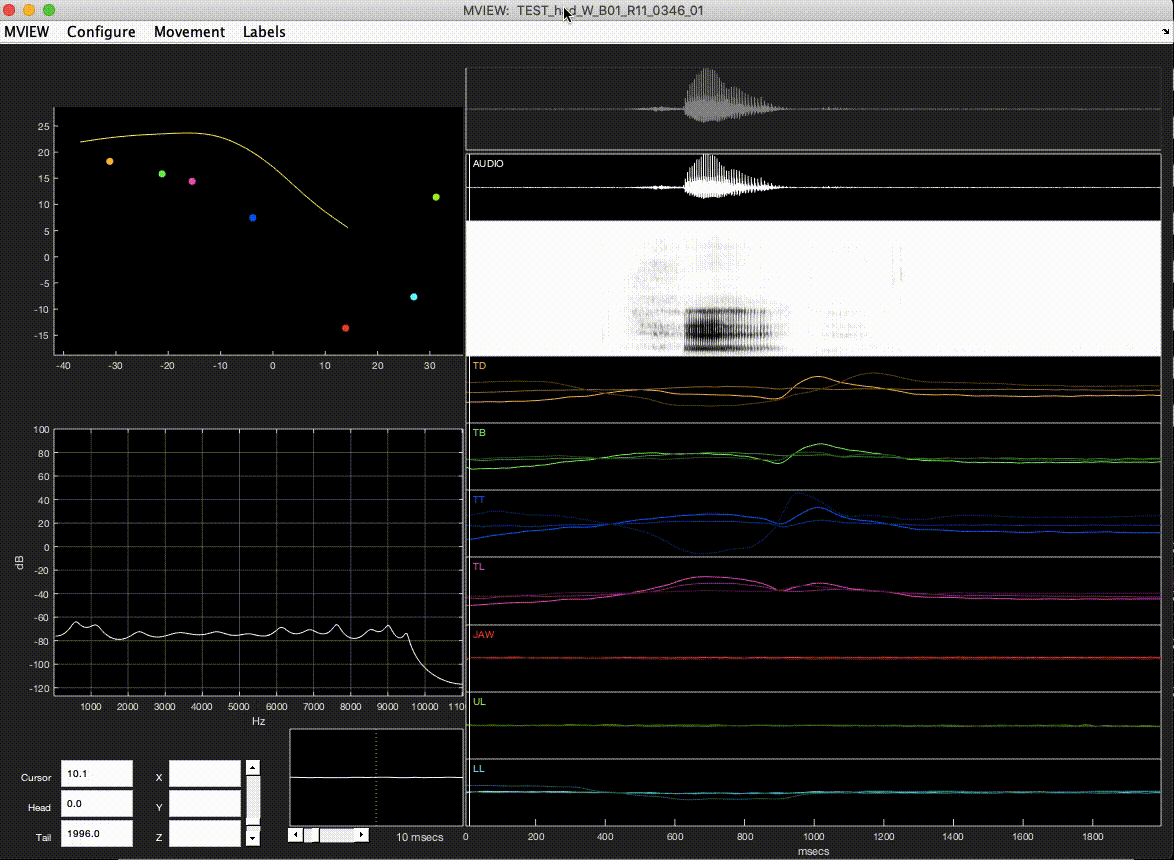 MVIEW: TEST_h_d_W_B01_R11_0346_01
MVIEW Configure Movement Labels
25
20
15
10
5
0
-5
-10
-15
-40 -30 -20 -10 0 10 20 30
AUDIO
TD
TB
TT
TL
JAW
UL
LL
0 200 400 600 800 1000 1200 1400 1600 1800
msecs
100
80
60
40
20
0
-20
-40
-60
-80
-100
-120
dB
1000 2000 3000 4000 5000 6000 7000 8000 9000 10000 110
Hz
Cursor 10.1 X
Head 0.0 Y
Tail 1996.0 Z
10 msecs